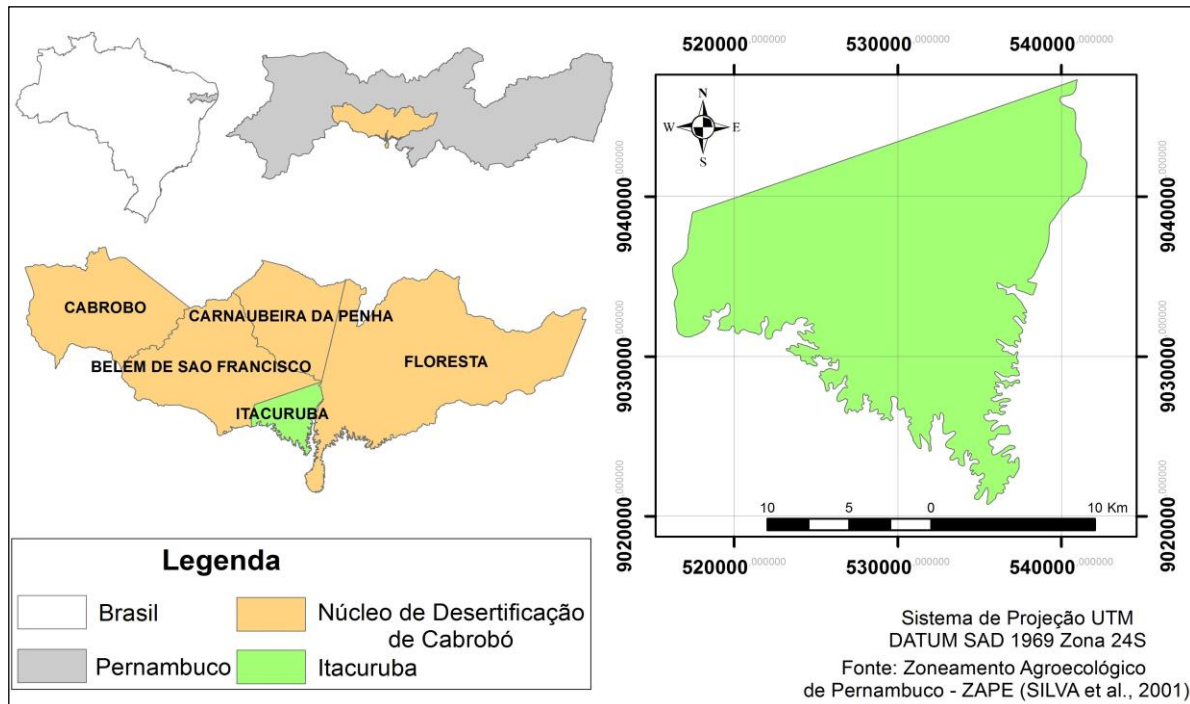 CABROBO
CARNAUBEIRA DA PENHA
BELÉM DE SAO FRANCISCO
FLORESTA
ITACURUBA
Legenda
Brasil
Núcleo de Desertificação
de Cabrobó
Pernambuco
Itacuruba
520000,000000
530000,000000
540000,000000
N
W
E
S
9040000,000000
9030000,000000
9020000,000000
9040000,000000
9030000,000000
9020000,000000
10
5
0
10 Km
520000,000000
530000,000000
540000,000000
Sistema de Projeção UTM
DATUM SAD 1969 Zona 24S
Fonte: Zoneamento Agroecológico
de Pernambuco - ZAPE (SILVA et al., 2001)